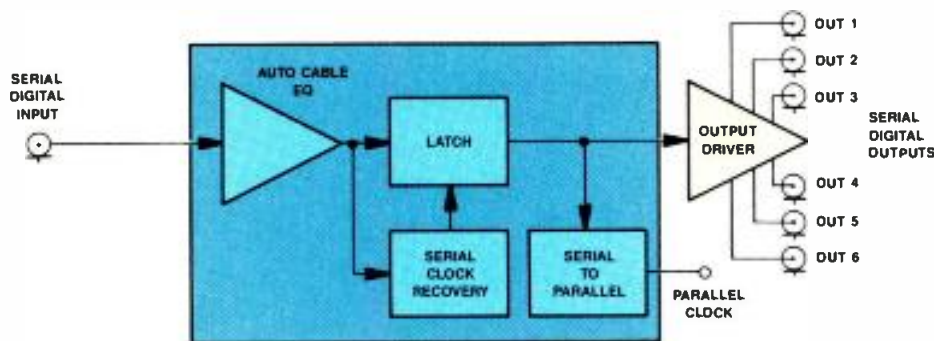 SERIAL
DIGITAL
INPUT
AUTO CABLE
EQ
LATCH
SERIAL
CLOCK
RECOVERY
SERIAL
TO
PARALLEL
PARALLEL
CLOCK
OUTPUT
DRIVER
OUT 1
OUT 2
OUT 3
SERIAL
DIGITAL
OUTPUTS
OUT 4
OUT 5
OUT 6